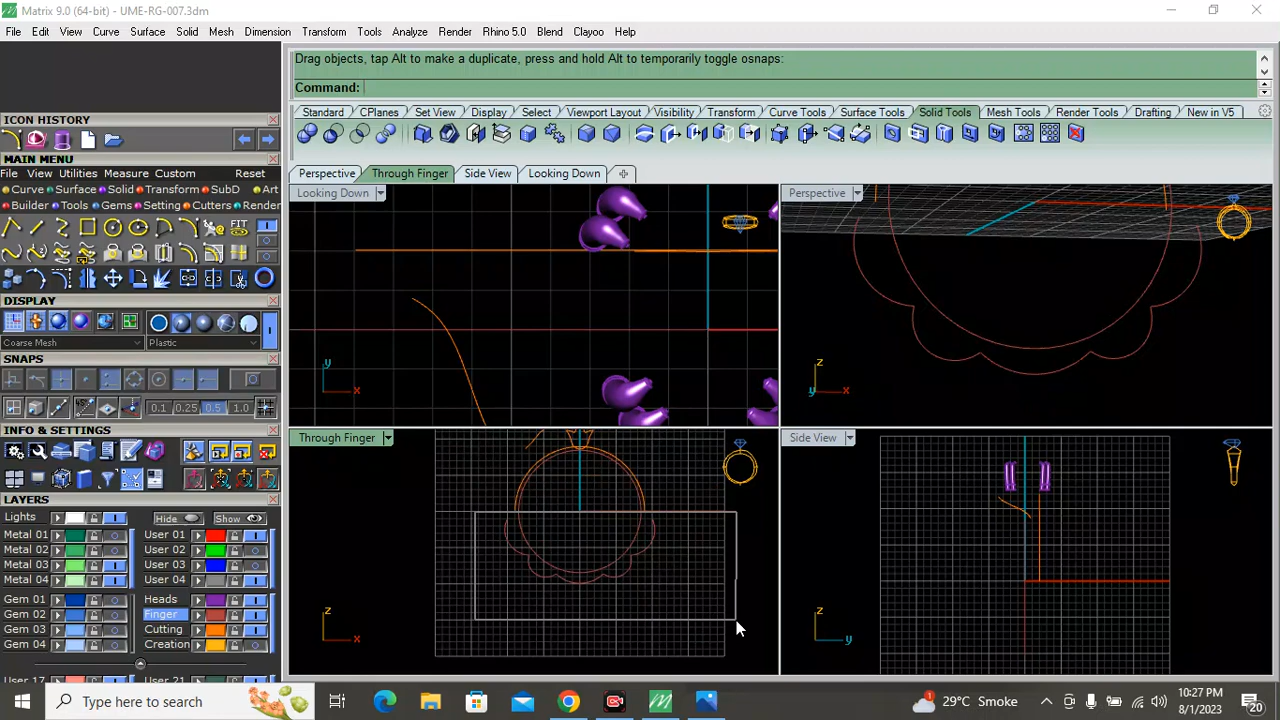 Matrix 9.0 (64-bit) - UME-RG-007.3dm
File Edit View Curve Surface Solid Mesh Dimension Transform Tools Analyze Render Rhino 5.0 Blend Clayoo Help
Drag objects, tap Alt to make a duplicate, press and hold Alt to temporarily toggle osnaps:
Command:
Standard CPlanes Set View Display Select Viewport Layout Visibility Transform Curve Tools Surface Tools Solid Tools Mesh Tools Render Tools Drafting New in V5
ICON HISTORY
MAIN MENU
File View Utilities Measure Custom Reset
Curve Surface Solid Transform SubD Art
Builder Tools Gems Setting Cutters Render
FIT
DISPLAY
Coarse Mesh Plastic
SNAPS
0.1 0.25 0.5 1.0
INFO & SETTINGS
LAYERS
Lights Hide Show
Metal 01 User 01
Metal 02 User 02
Metal 03 User 03
Metal 04 User 04
Gem 01 Heads
Gem 02 Finger
Gem 03 Cutting
Gem 04 Creation
User 17 User 21
Perspective Through Finger Side View Looking Down
Looking Down
y
x
Perspective
z
y x
Through Finger
z
x
Side View
z
y
Type here to search
1
29°C Smoke
10:27 PM
8/1/2023
20